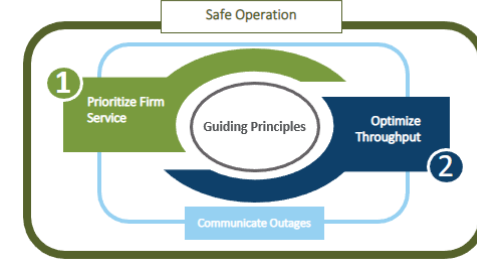 Safe Operation
1
Prioritize Firm
Service
Guiding Principles
Optimize
Throughput
2
Communicate Outages